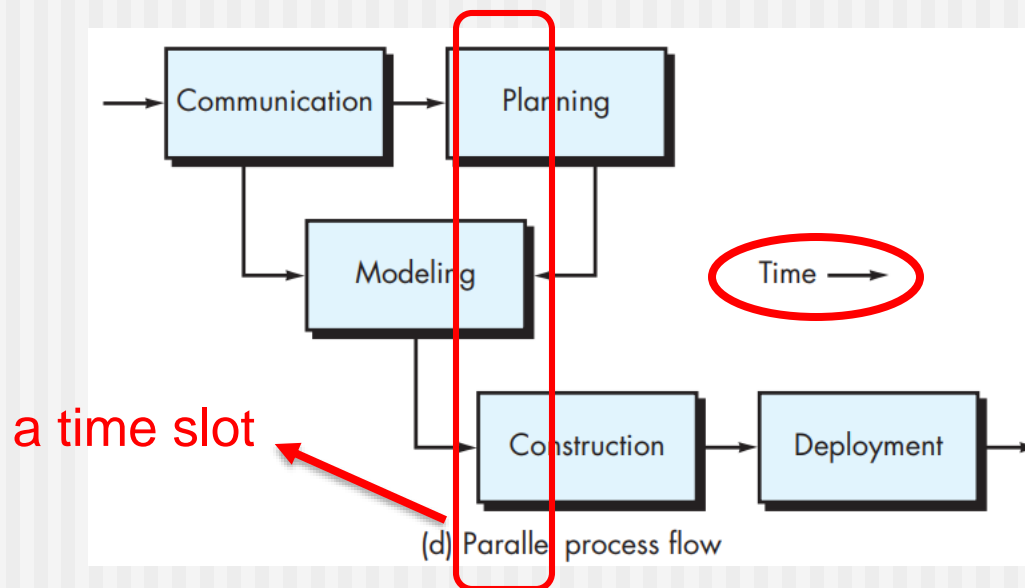 Communication
Planning
Modeling
Time
a time slot
Construction
Deployment
(d) Parallel process flow